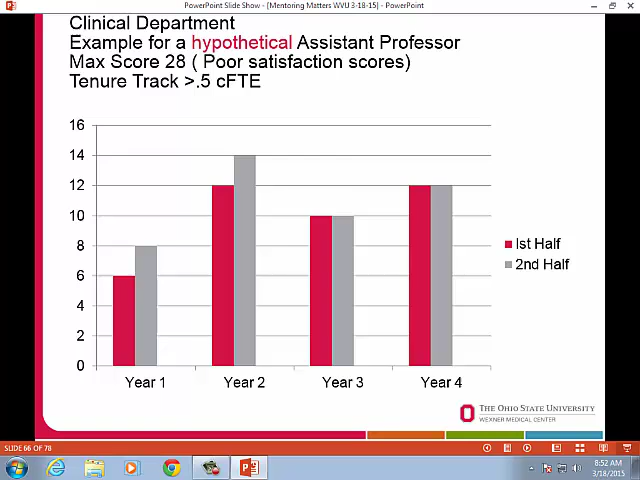 PowerPoint Slide Show - [Mentoring Matters WVU 3-18-15] - PowerPoint
Clinical Department
Example for a hypothetical Assistant Professor
Max Score 28 ( Poor satisfaction scores)
Tenure Track >.5 cFTE
16
14
12
10
8
6
4
2
0
Year 1
Year 2
Year 3
Year 4
Ist Half
2nd Half
THE OHIO STATE UNIVERSITY
WEXNER MEDICAL CENTER
SLIDE 66 OF 78
8:52 AM
3/18/2015